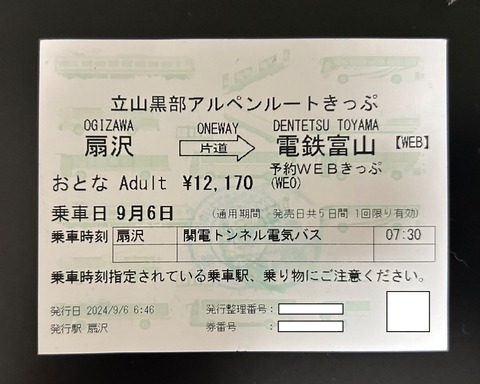 立山黒部アルペンルートきっぷ
OGIZAWA ONEWAY DENTETSU TOYAMA
扇沢 片道 電鉄富山 【WEB】
予約WEBきっぷ
おとな Adult ¥12,170 (WEO)
乗車日 9月6日 (通用期間 発売日共5日間 1回限り有効)
乗車時刻 扇沢 関電トンネル電気バス 07:30
乗車時刻指定されている乗車駅、乗り物にご注意ください。
発行日 2024/9/6 6:46 発行整理番号:
発行駅 扇沢 券番号: